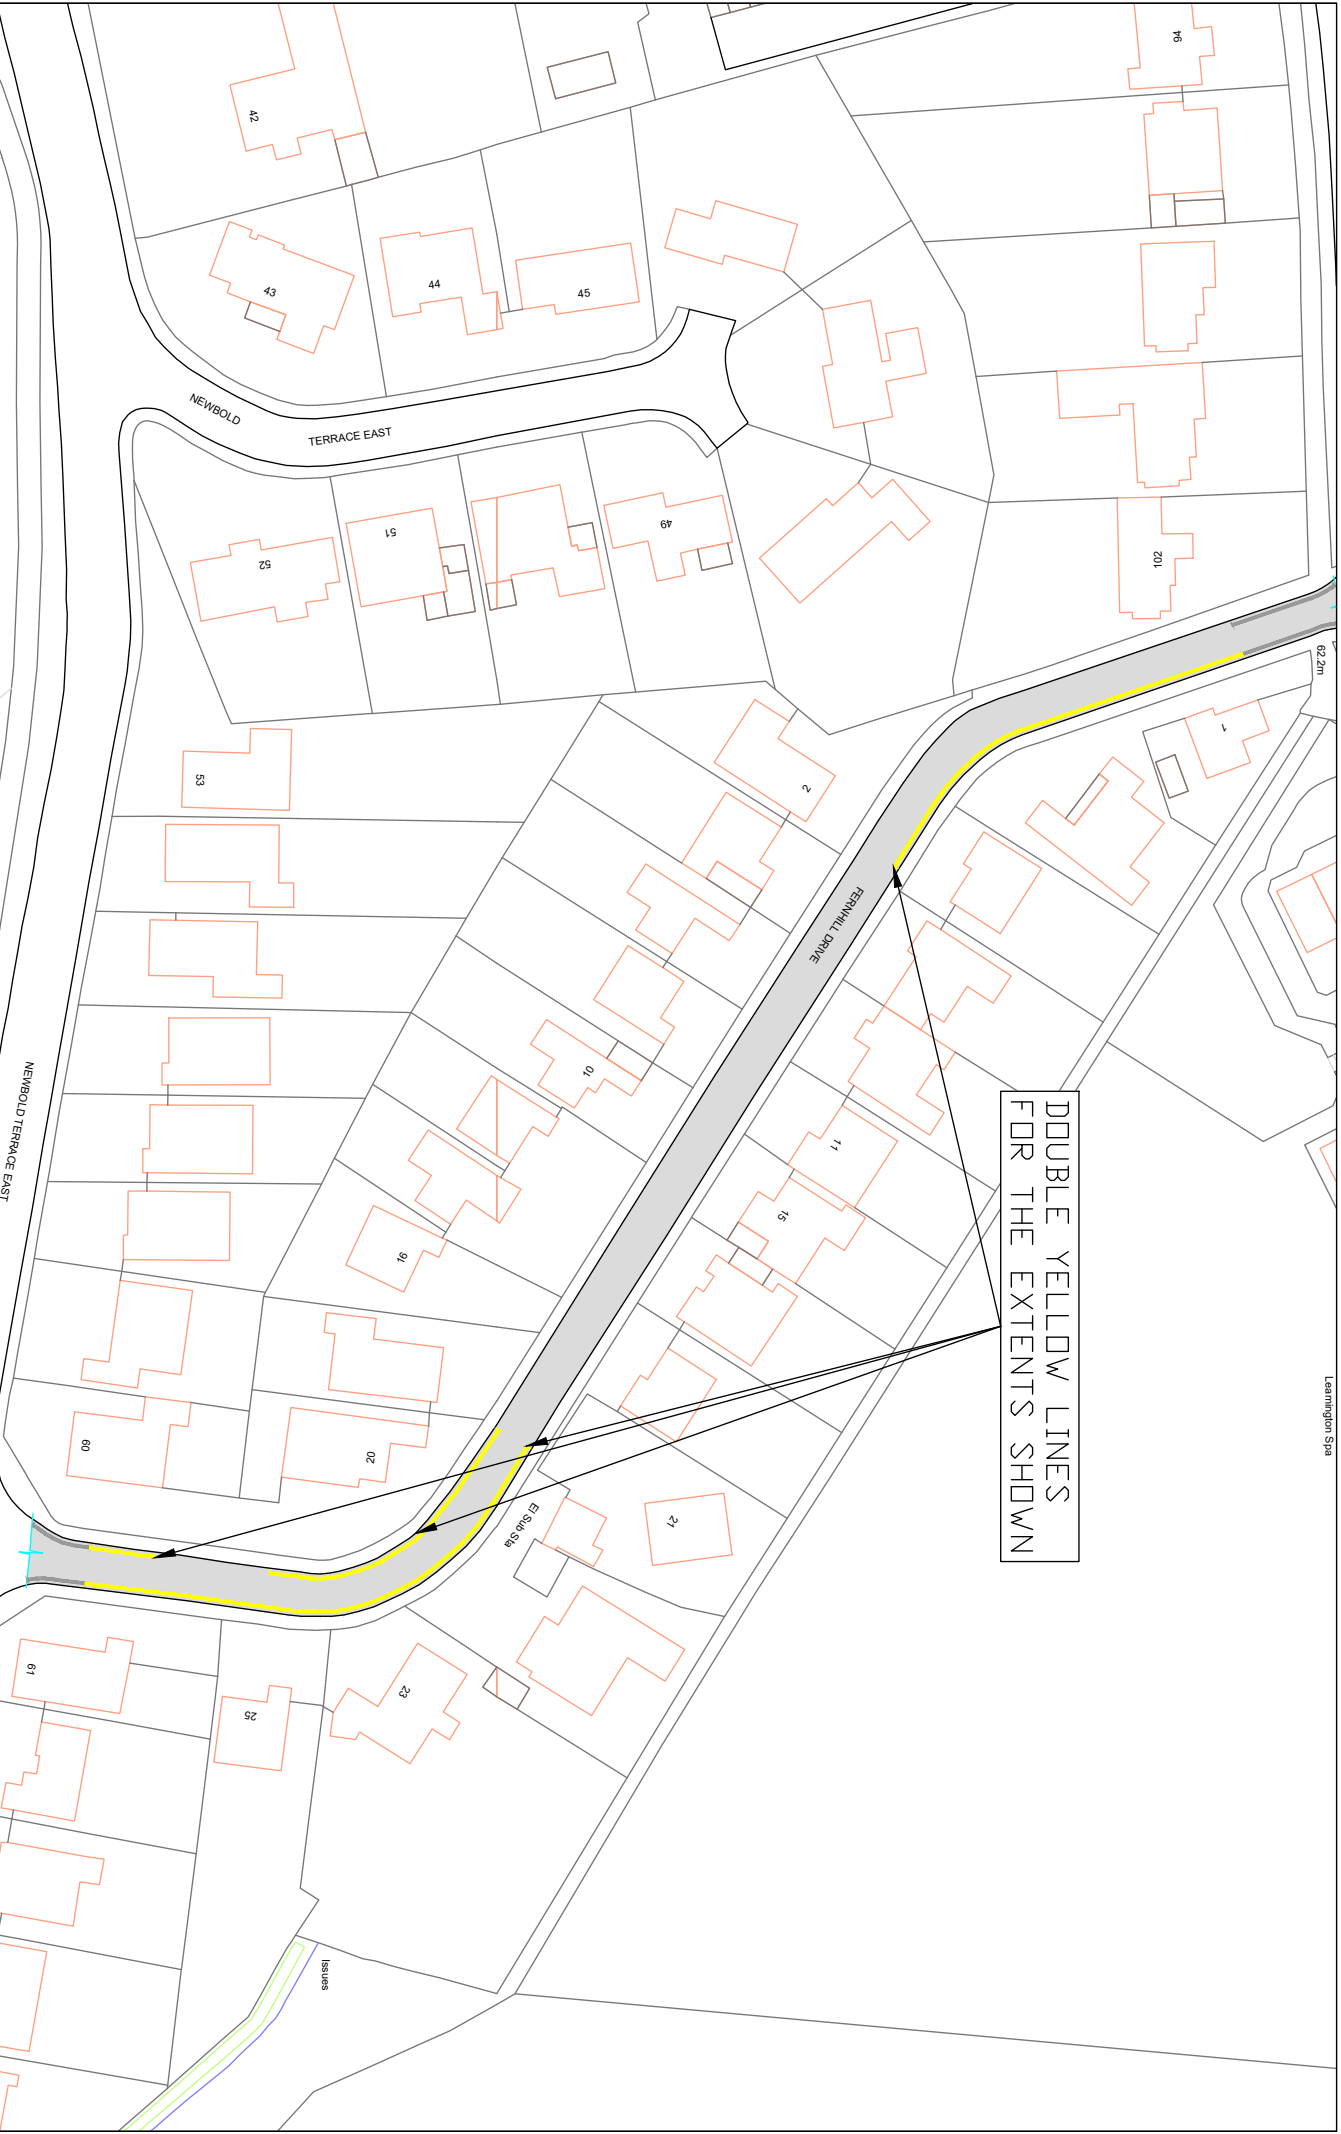 94
42
43
44
45
NEWBOLD
TERRACE EAST
52
51
49
102
62.2m
1
2
53
FERNHILL DRIVE
10
11
15
16
NEWBOLD TERRACE EAST
DOUBLE YELLOW LINES
FOR THE EXTENTS SHOWN
Leamington Spa
60
20
El Sub Sta
21
61
25
23
Issues